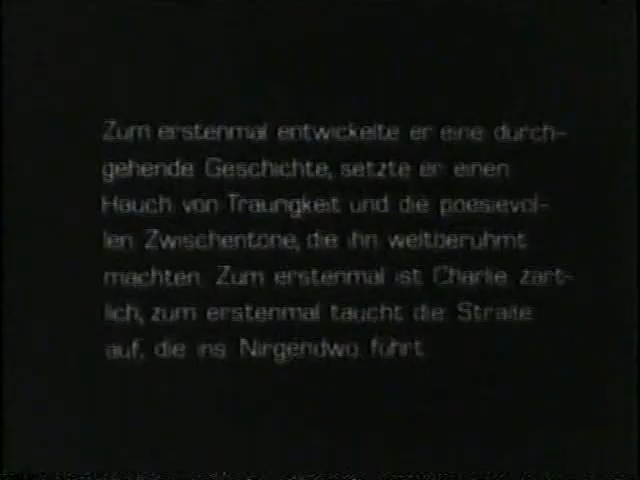 Zum erstenmal entwickelte er eine durch-
gehende Geschichte, setzte er einen
Hauch von Traurigkeit und die poesievol-
len Zwischentöne, die ihn weltberühmt
machten. Zum erstenmal ist Charlie zärt-
lich, zum erstenmal taucht die Straße
auf, die ins Nirgendwo führt.